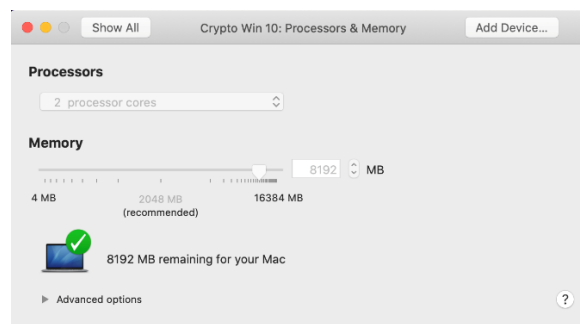 Show All
Crypto Win 10: Processors & Memory
Add Device...
Processors
2 processor cores
Memory
8192
MB
4 MB
2048 MB
(recommended)
16384 MB
8192 MB remaining for your Mac
Advanced options
?